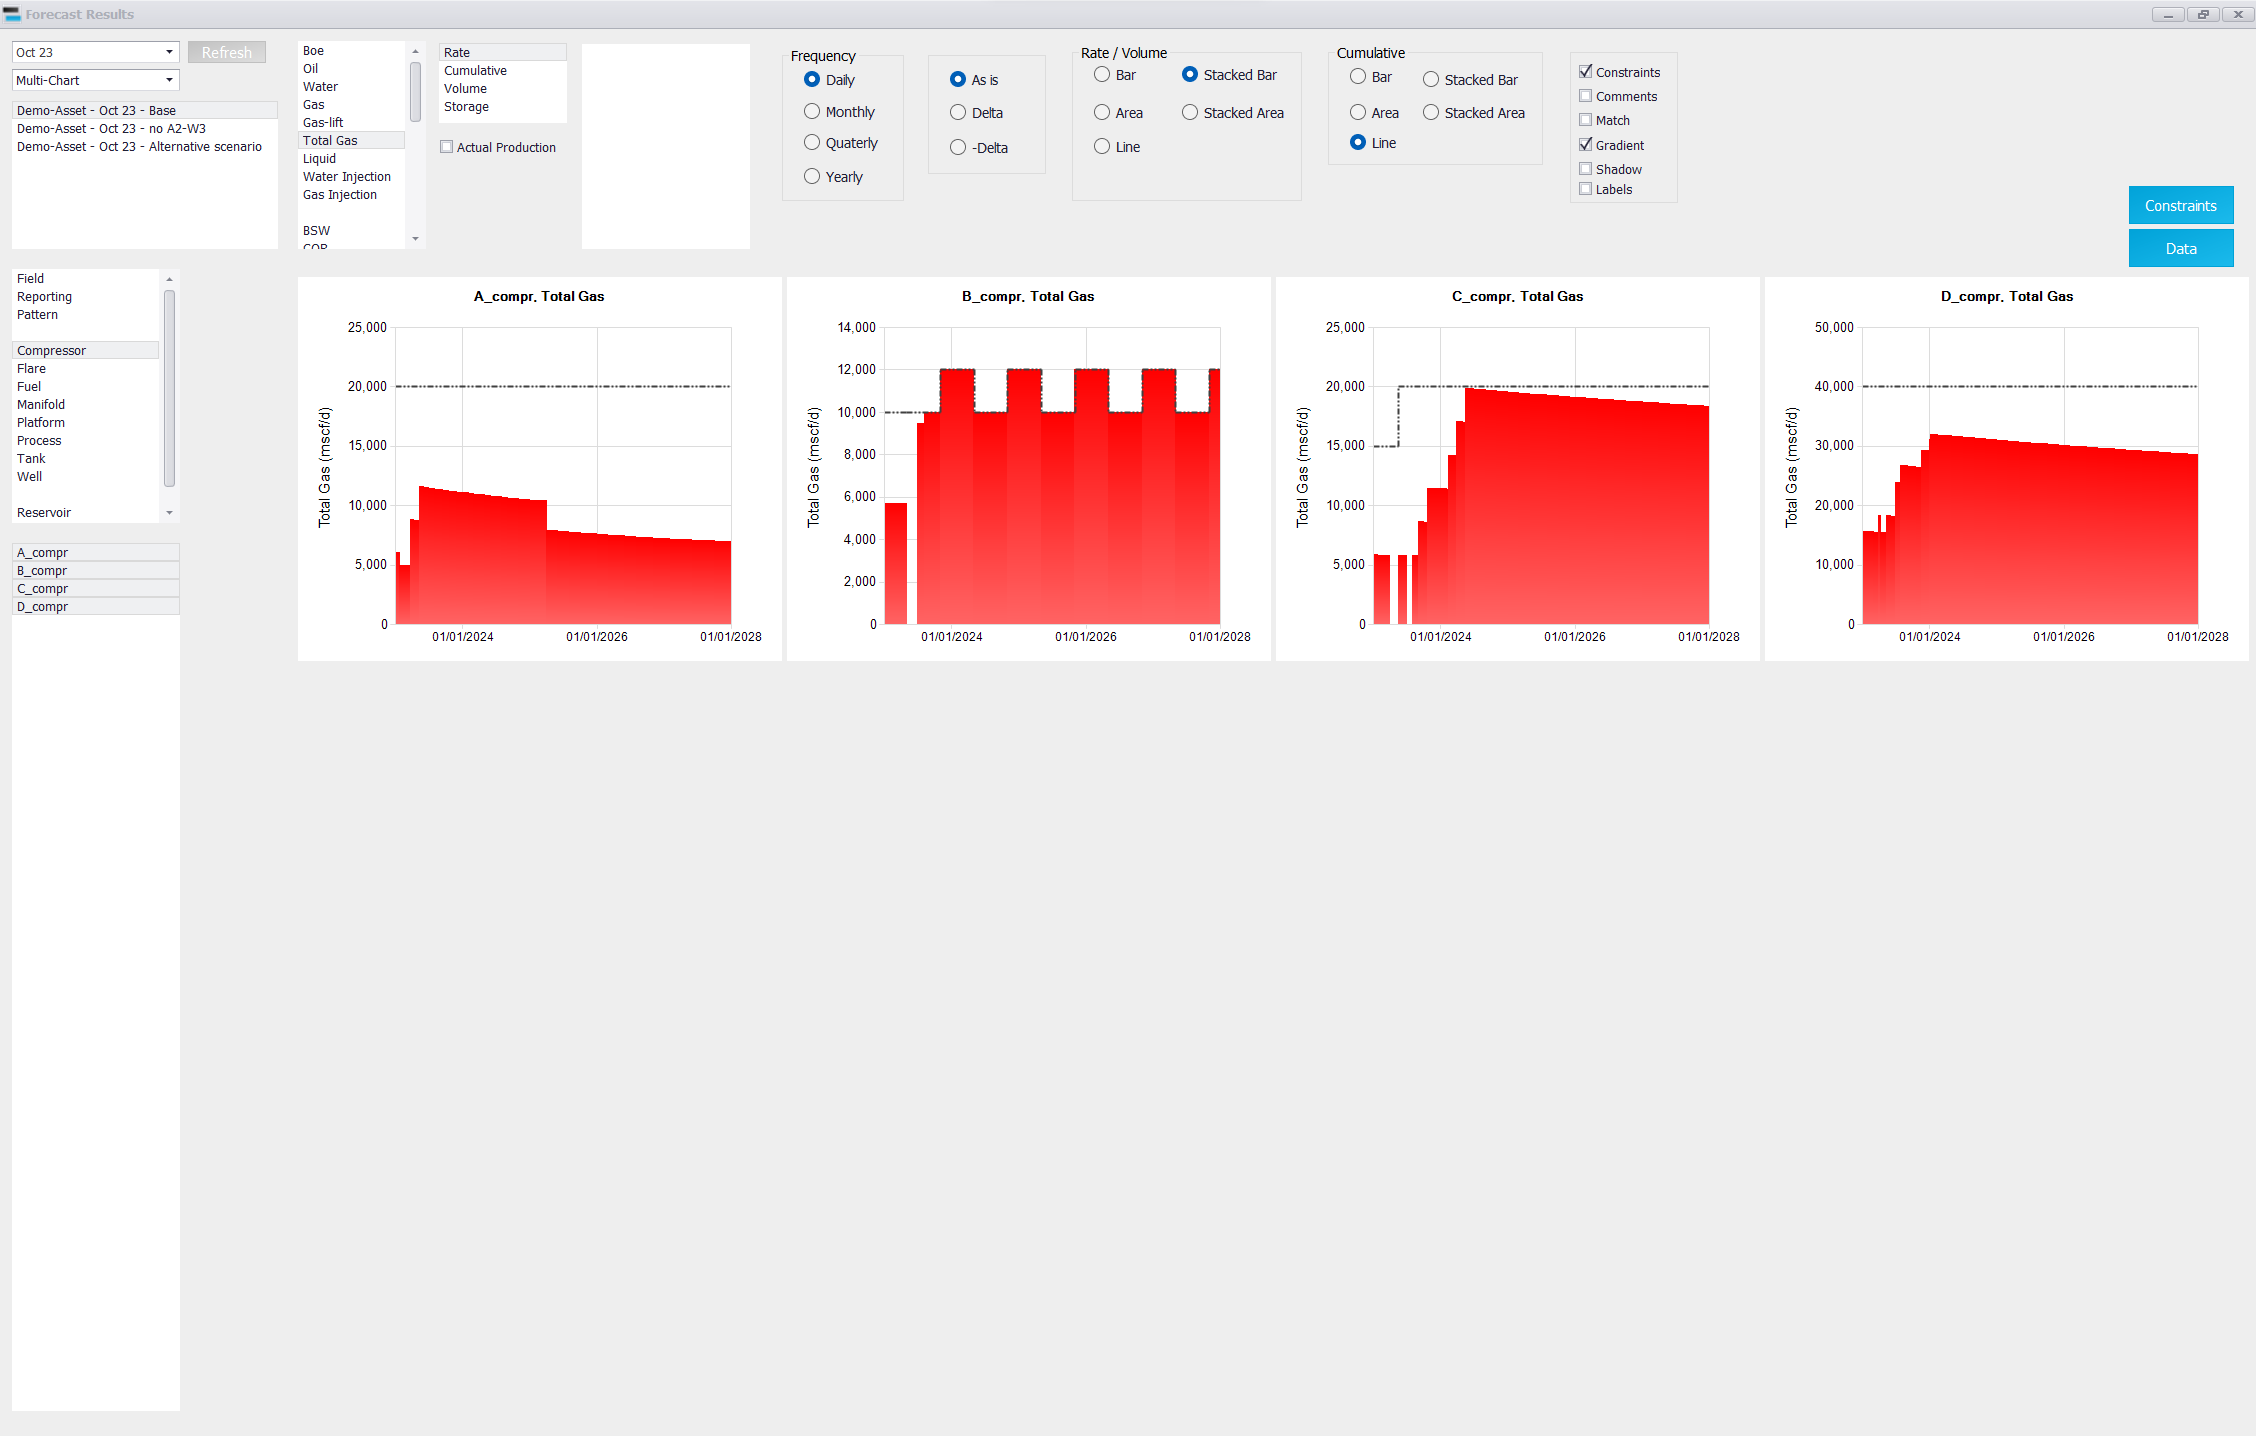 Forecast Results
Oct 23
Refresh
Multi-Chart
Demo-Asset - Oct 23 - Base
Demo-Asset - Oct 23 - no A2-W3
Demo-Asset - Oct 23 - Alternative scenario
Boe
Oil
Water
Gas
Gas-lift
Total Gas
Liquid
Water Injection
Gas Injection
BSW
Rate
Cumulative
Volume
Storage
Actual Production
Frequency
Daily
Monthly
Quaterly
Yearly
As is
Delta
-Delta
Rate / Volume
Bar
Stacked Bar
Area
Stacked Area
Line
Cumulative
Bar
Stacked Bar
Area
Stacked Area
Line
Constraints
Comments
Match
Gradient
Shadow
Labels
Constraints
Data
Field
Reporting
Pattern
Compressor
Flare
Fuel
Manifold
Platform
Process
Tank
Well
Reservoir
A_compr
B_compr
C_compr
D_compr
A_compr. Total Gas
Total Gas (mscf/d)
25,000
20,000
15,000
10,000
5,000
0
01/01/2024
01/01/2026
01/01/2028
B_compr. Total Gas
Total Gas (mscf/d)
14,000
12,000
10,000
8,000
6,000
4,000
2,000
0
01/01/2024
01/01/2026
01/01/2028
C_compr. Total Gas
Total Gas (mscf/d)
25,000
20,000
15,000
10,000
5,000
0
01/01/2024
01/01/2026
01/01/2028
D_compr. Total Gas
Total Gas (mscf/d)
50,000
40,000
30,000
20,000
10,000
0
01/01/2024
01/01/2026
01/01/2028